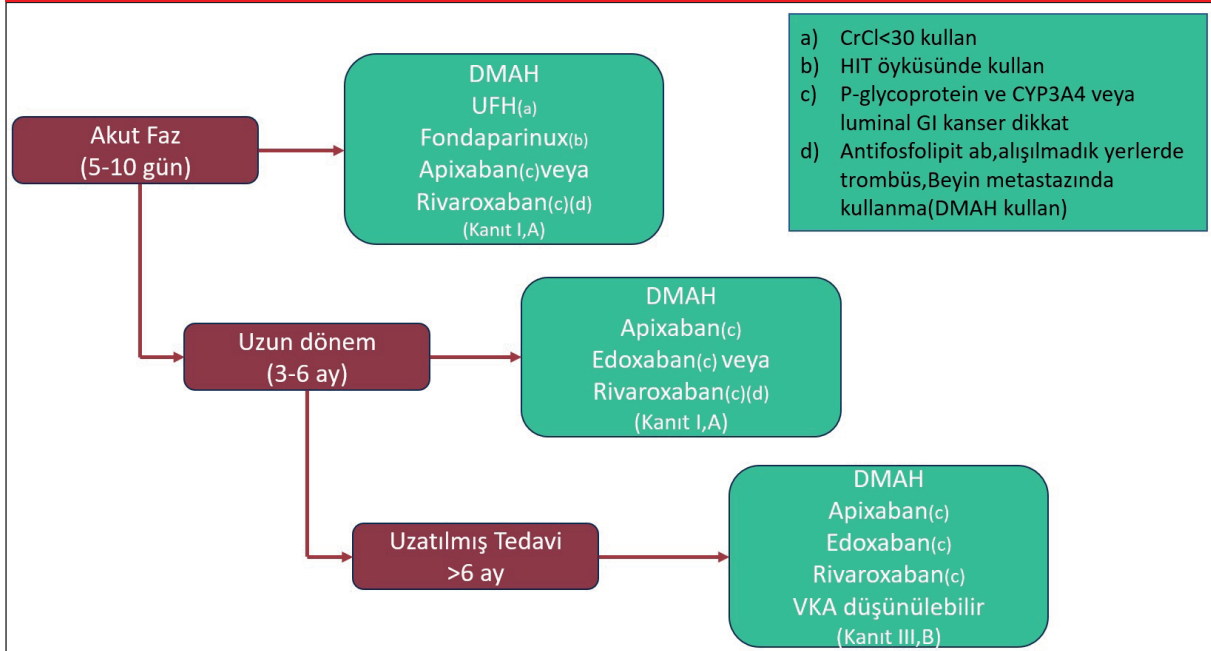 Akut Faz
(5-10 gün)
DMAH
UFH(a)
Fondaparinux(b)
Apixaban(c)veya
Rivaroxaban(c)(d)
(Kanıt I,A)
a) CrCl<30 kullan
b) HIT öyküsünde kullan
c) P-glycoprotein ve CYP3A4 veya
luminal GI kanser dikkat
d) Antifosfolipit ab,alışılmadık yerlerde
trombüs,Beyin metastazında
kullanma(DMAH kullan)
Uzun dönem
(3-6 ay)
DMAH
Apixaban(c)
Edoxaban(c) veya
Rivaroxaban(c)(d)
(Kanıt I,A)
Uzatılmış Tedavi
>6 ay
DMAH
Apixaban(c)
Edoxaban(c)
Rivaroxaban(c)
VKA düşünülebilir
(Kanıt III,B)